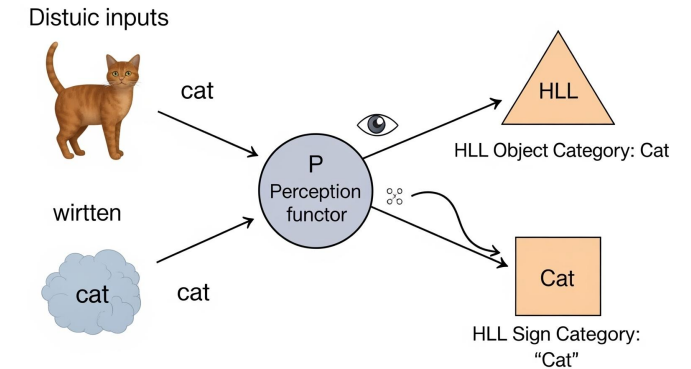 Distuic inputs
cat
wirtten
cat
cat
P
Perception
functor
HLL
HLL Object Category: Cat
Cat
HLL Sign Category:
“Cat”